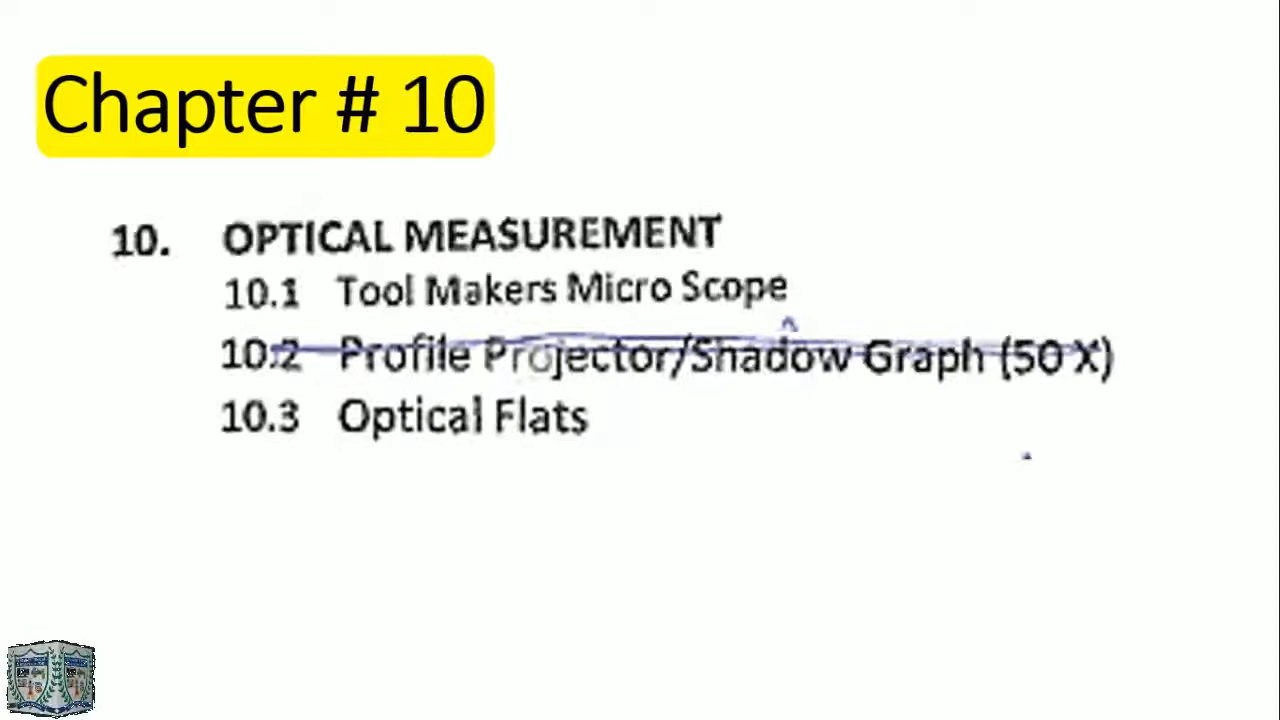 Chapter # 10
10. OPTICAL MEASUREMENT
10.1 Tool Makers Micro Scope
10.2 Profile Projector/Shadow Graph (50 X)
10.3 Optical Flats